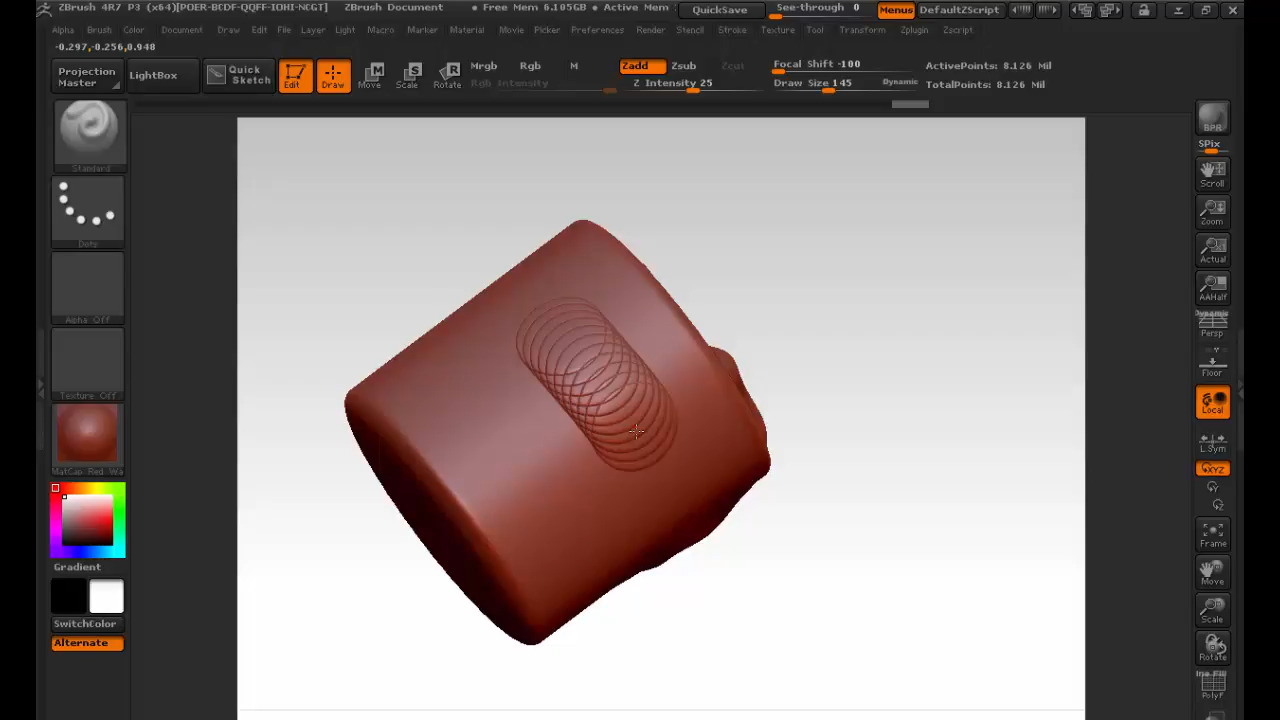 ZBrush 4R7 P3 (x64)[POER-BCDF-QQFF-IOHI-NCGT] ZBrush Document • Free Mem 6.105GB • Active Mem QuickSave See-through 0 Menus DefaultZScript
Alpha Brush Color Document Draw Edit File Layer Light Macro Marker Material Movie Picker Preferences Render Stencil Stroke Texture Tool Transform Zplugin Zscript
-0.297,-0.256,0.948
Projection Master
LightBox
Quick Sketch
Edit
Draw
Move
Scale
Rotate
Mrgb Rgb M
Rgb Intensity
Zadd Zsub Zcut
Z Intensity 25
Focal Shift -100
Draw Size 145 Dynamic
ActivePoints: 8.126 Mil
TotalPoints: 8.126 Mil
Standard
Dots
Alpha Off
Texture Off
MatCap Red Wa
Gradient
SwitchColor
Alternate
BPR
SPix
Scroll
Zoom
Actual
AAHalf
Dynamic
Persp
Floor
Local
L.Sym
XYZ
Y
Z
Frame
Move
Scale
Rotate
PolyF